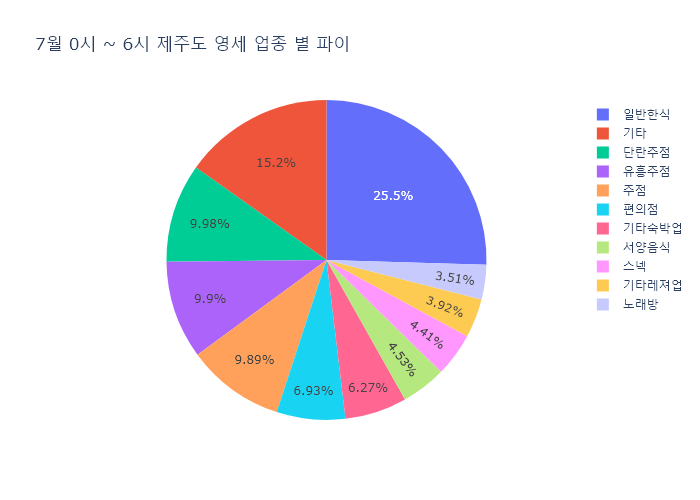 7월 0시 ~ 6시 제주도 영세 업종 별 파이
25.5%
15.2%
9.98%
9.9%
9.89%
6.93%
6.27%
4.53%
4.41%
3.92%
3.51%
일반한식
기타
단란주점
유흥주점
주점
편의점
기타숙박업
서양음식
스넥
기타레져업
노래방